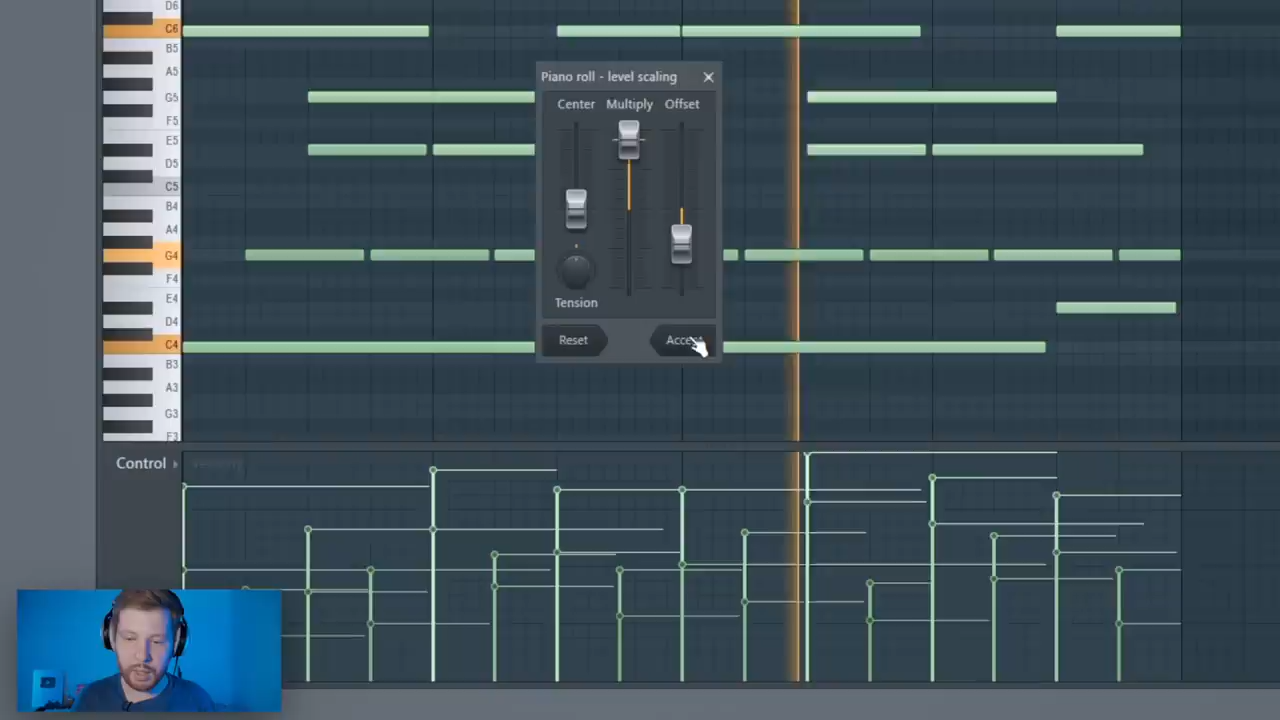 D6
C6
B5
A5
G5
F5
E5
D5
C5
B4
A4
G4
F4
E4
D4
C4
B3
A3
G3
F3
Piano roll - level scaling
Center Multiply Offset
Tension
Reset
Control